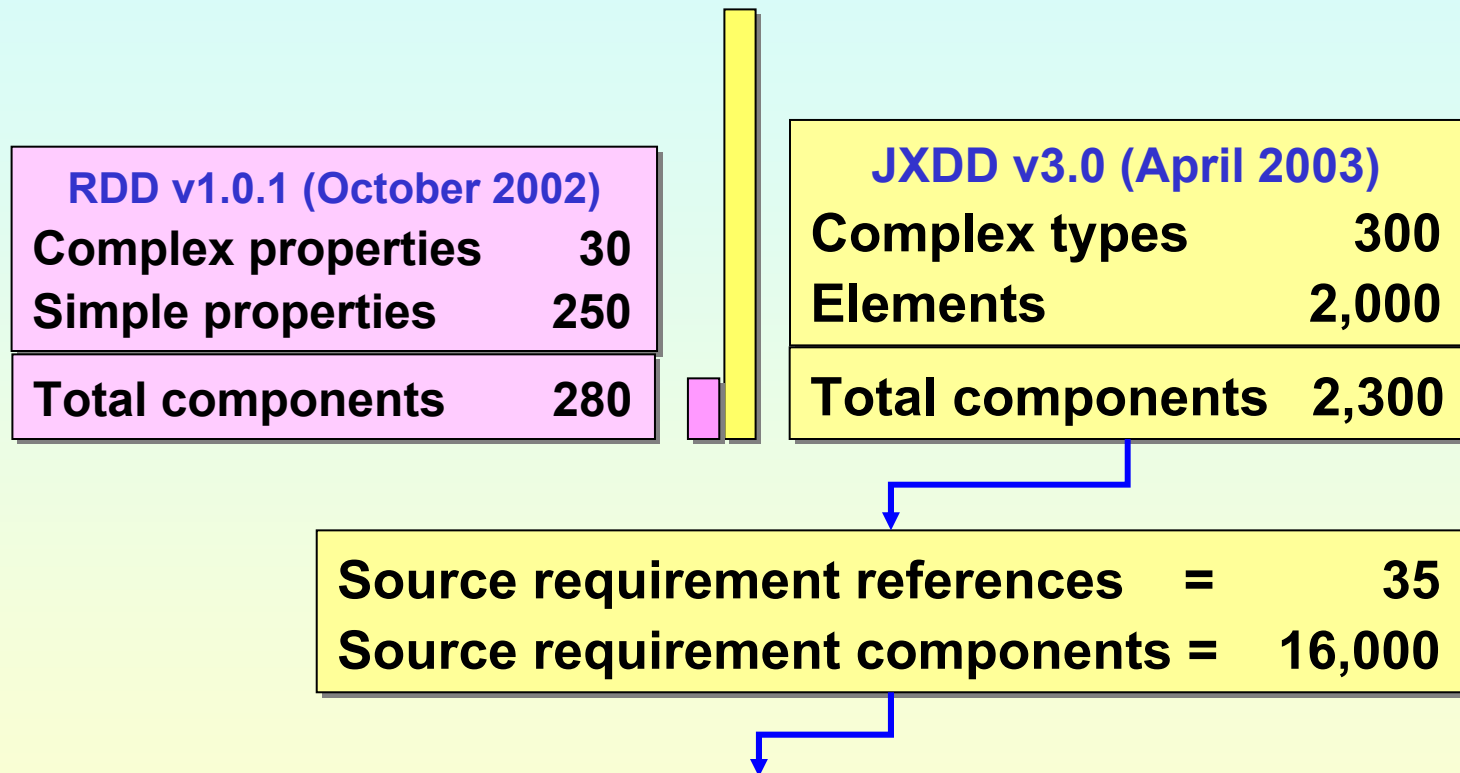 RDD v1.0.1 (October 2002)
Complex properties 30
Simple properties 250
Total components 280
JXDD v3.0 (April 2003)
Complex types 300
Elements 2,000
Total components 2,300
Source requirement references = 35
Source requirement components = 16,000